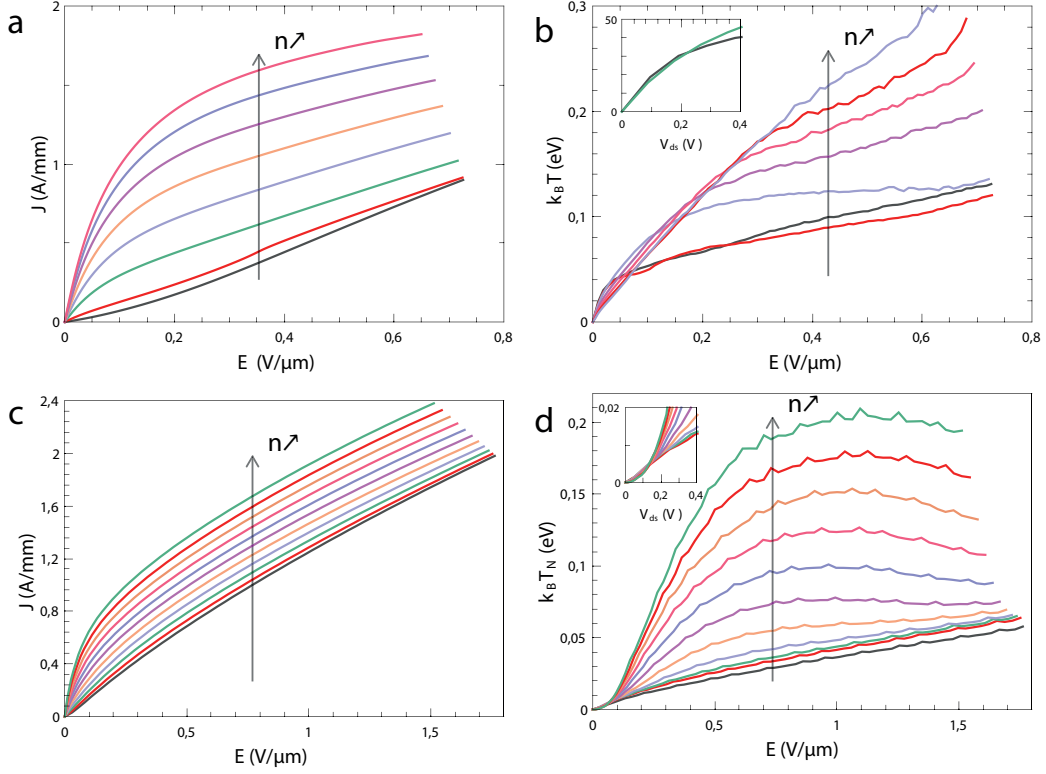 a
2
1
0
J (A/mm)
n↗
0
0,2
0,4
0,6
0,8
E (V/µm)
b
0,3
0,2
0,1
0
k_B T (eV)
n↗
50
0
0
0,2
0,4
V_ds (V)
0
0,2
0,4
0,6
0,8
E (V/µm)
c
2,4
2
1,6
1,2
0,8
0,4
0
J (A/mm)
n↗
0
0,5
1
1,5
E (V/µm)
d
0,2
0,15
0,1
0,05
0
k_B T_N (eV)
n↗
0,02
0
0
0,2
0,4
V_ds (V)
0
0,5
1
1,5
E (V/µm)